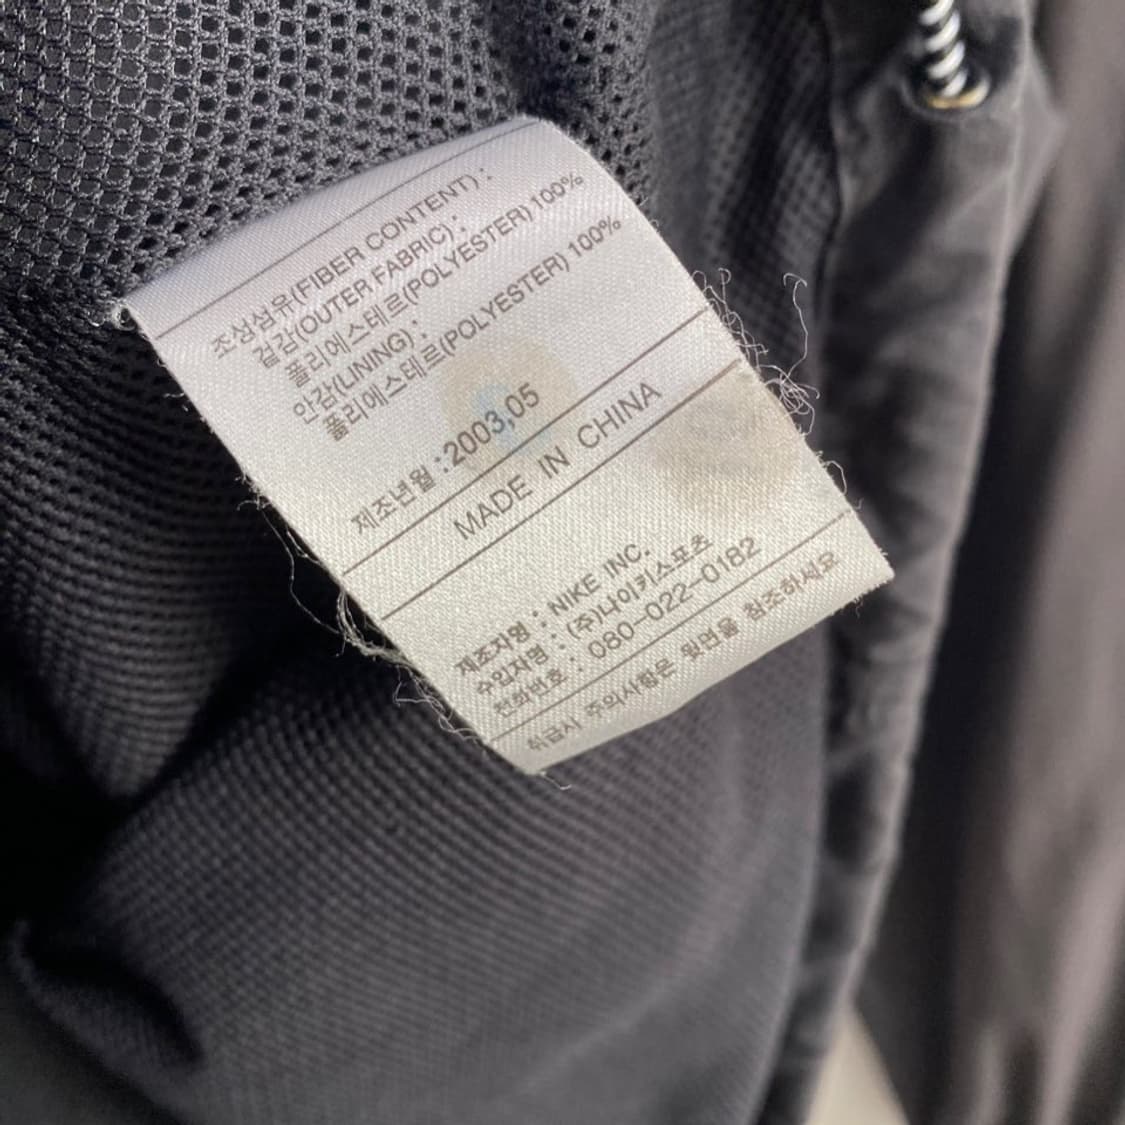 조성섬유(FIBER CONTENT) :
겉감(OUTER FABRIC) :
폴리에스테르(POLYESTER) 100%
안감(LINING) :
폴리에스테르(POLYESTER) 100%
제조년월 : 2003,05
MADE IN CHINA
제조자명 : NIKE INC.
수입자명 : (주)나이키스포츠
전화번호 : 080-022-0182
취급시 주의사항은 뒷면을 참조하세요